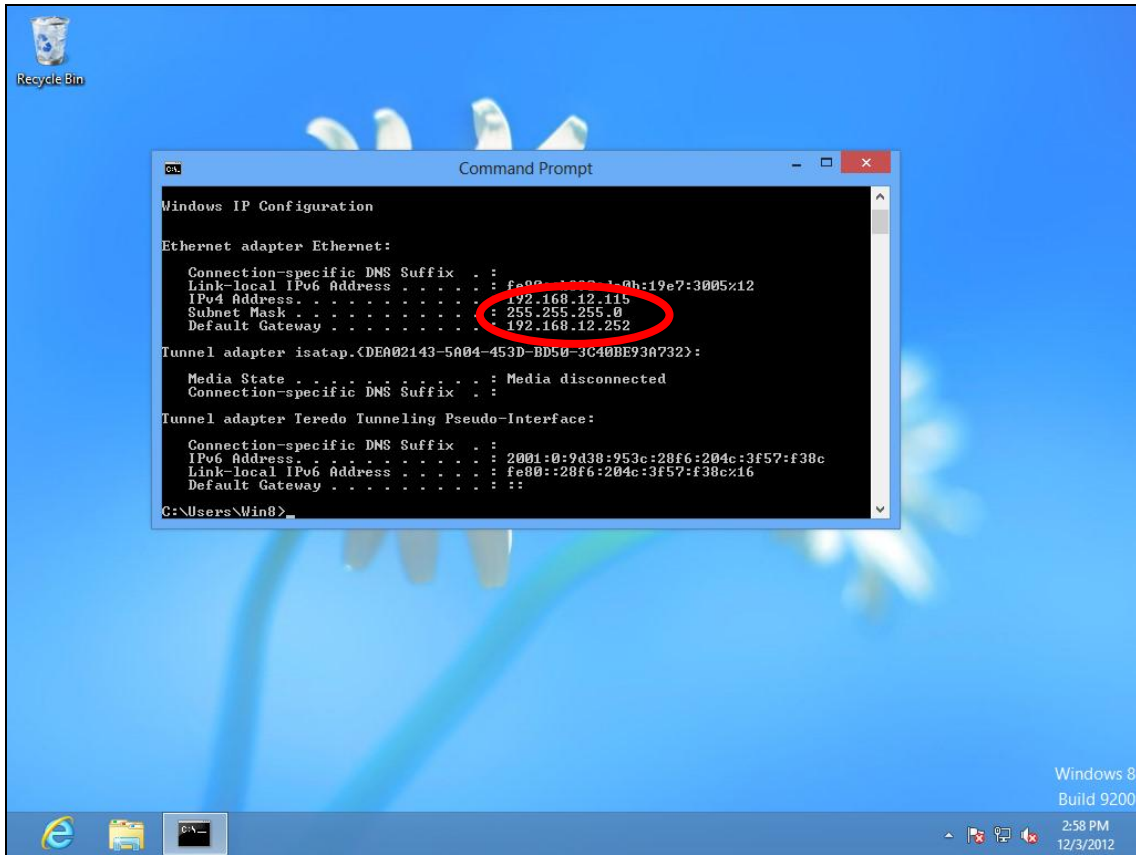 Recycle Bin
Command Prompt
Windows IP Configuration
Ethernet adapter Ethernet:
Connection-specific DNS Suffix . :
Link-local IPv6 Address . . . . . : 19e7:3005%12
IPv4 Address. . . . . . . . . . . : 192.168.12.115
Subnet Mask . . . . . . . . . . . : 255.255.255.0
Default Gateway . . . . . . . . . : 192.168.12.252
Tunnel adapter isatap.{DEA02143-5A04-453D-BD50-3C40BE93A732}:
Media State . . . . . . . . . . . : Media disconnected
Connection-specific DNS Suffix . :
Tunnel adapter Teredo Tunneling Pseudo-Interface:
Connection-specific DNS Suffix . :
IPv6 Address. . . . . . . . . . . : 2001:0:9d38:953c:28f6:204c:3f57:f38c
Link-local IPv6 Address . . . . . : fe80::28f6:204c:3f57:f38c%16
Default Gateway . . . . . . . . . : ::
C:\Users\Win8>_
Windows 8
Build 9200
2:58 PM
12/3/2012